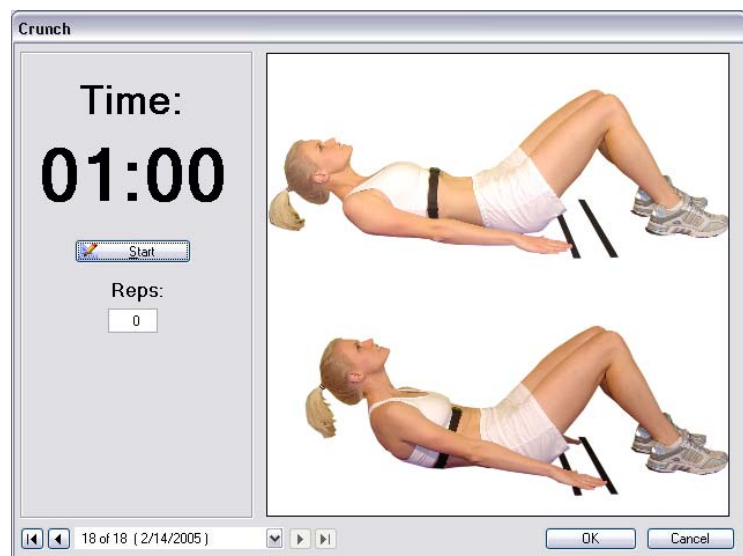 Crunch
Time:
01:00
Start
Reps:
0
18 of 18 ( 2/14/2005 )
OK
Cancel